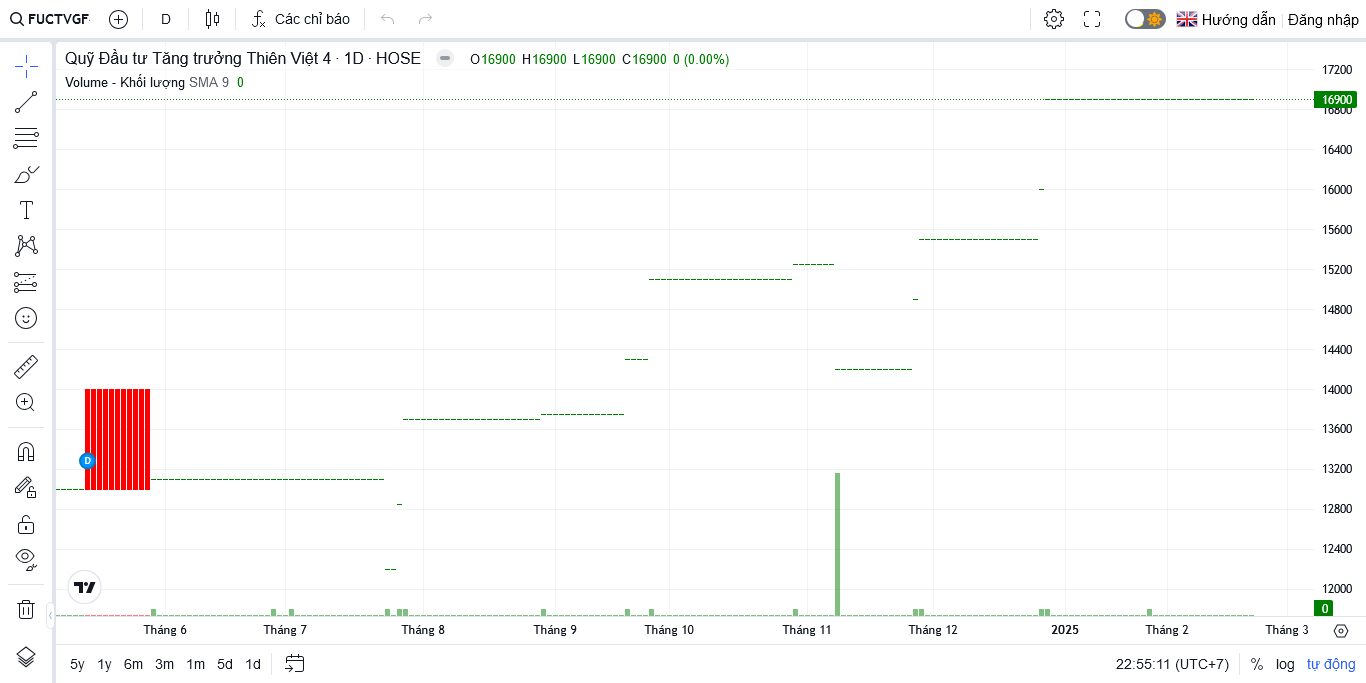 FUCTVGF D Các chỉ báo Hướng dẫn Đăng nhập
Quỹ Đầu tư Tăng trưởng Thiên Việt 4 · 1D · HOSE O16900 H16900 L16900 C16900 0 (0.00%)
Volume - Khối lượng SMA 9 0
17200
16900
16800
16400
16000
15600
15200
14800
14400
14000
13600
13200
12800
12400
12000
0
D
Tháng 6 Tháng 7 Tháng 8 Tháng 9 Tháng 10 Tháng 11 Tháng 12 2025 Tháng 2 Tháng 3
5y 1y 6m 3m 1m 5d 1d 22:55:11 (UTC+7) % log tự động